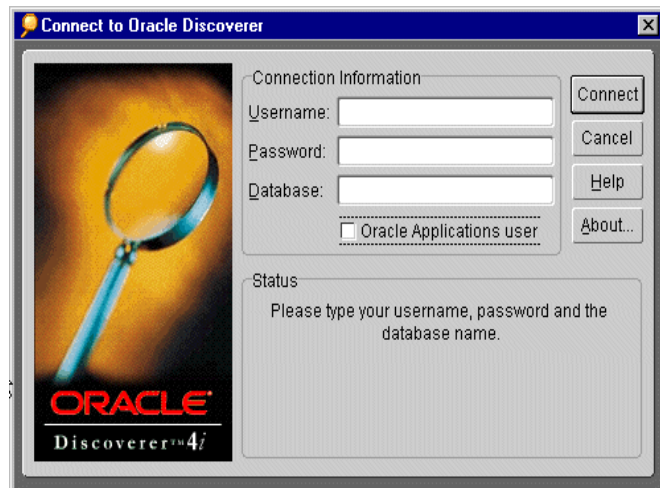 Connect to Oracle Discoverer
Connection Information
Username:
Password:
Database:
Oracle Applications user
Connect
Cancel
Help
About...
Status
Please type your username, password and the
database name.
ORACLE®
Discoverer™ 4i